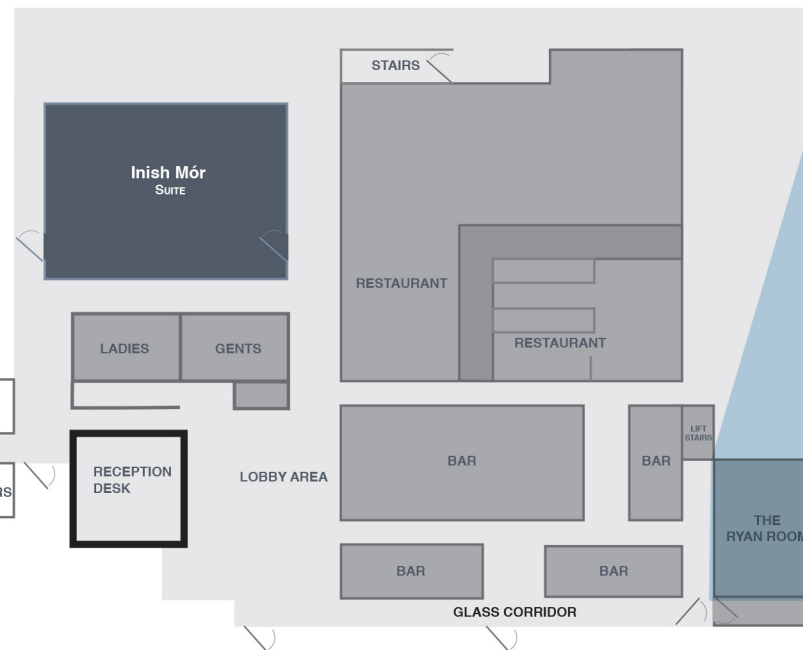 STAIRS
Inish Mór
SUITE
RESTAURANT
RESTAURANT
LADIES
GENTS
LIFT
STAIRS
RECEPTION
DESK
LOBBY AREA
BAR
BAR
THE
RYAN ROOM
BAR
BAR
GLASS CORRIDOR